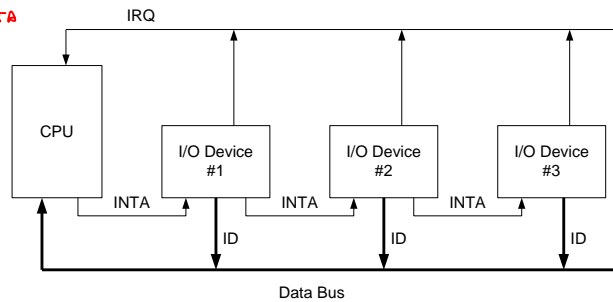 IRQ
CPU
I/O Device
#1
I/O Device
#2
I/O Device
#3
INTA
INTA
INTA
ID
ID
ID
Data Bus